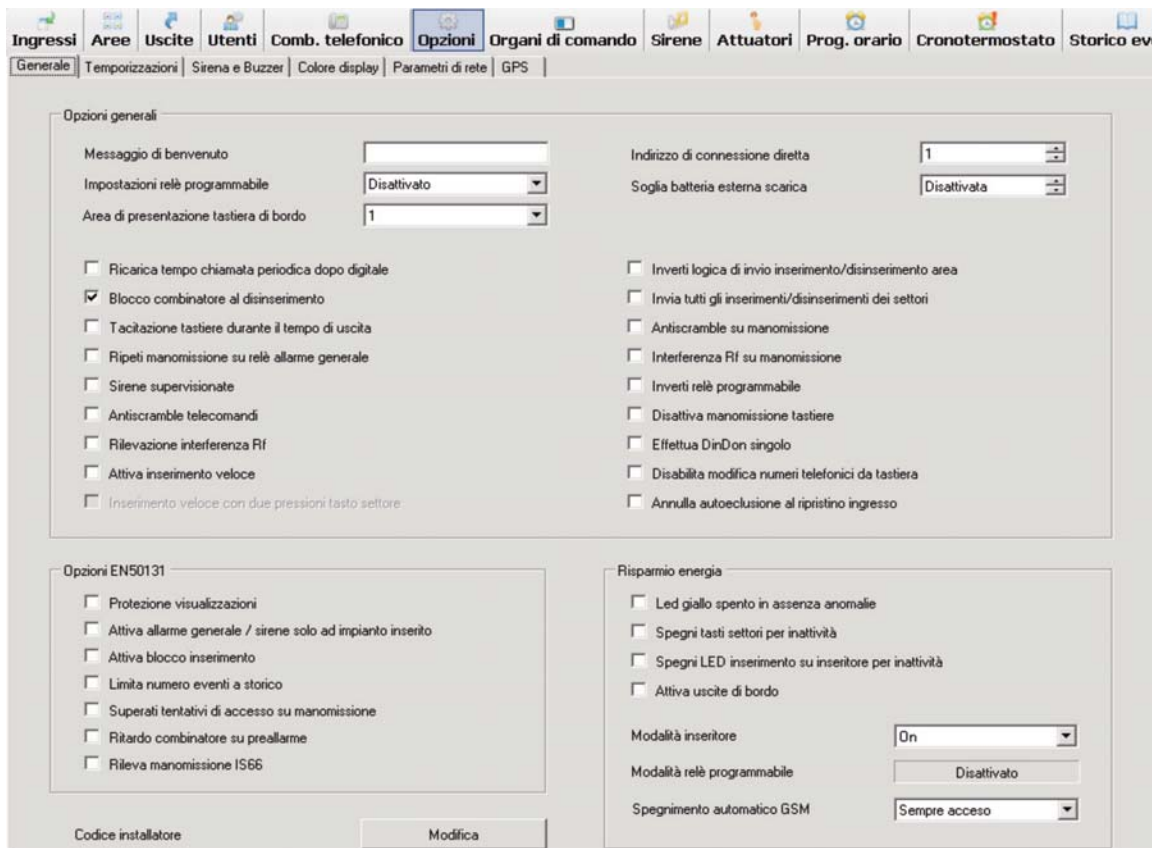 Ingressi Aree Uscite Utenti Comb. telefonico Opzioni Organi di comando Sirene Attuatori Prog. orario Cronotermostato Storico eve
Generale Temporizzazioni Sirena e Buzzer Colore display Parametri di rete GPS
Opzioni generali
Messaggio di benvenuto
Impostazioni relè programmabile Disattivato
Area di presentazione tastiera di bordo 1
Indirizzo di connessione diretta 1
Soglia batteria esterna scarica Disattivata
Ricarica tempo chiamata periodica dopo digitale
Blocco combinatore al disinserimento
Tacitazione tastiere durante il tempo di uscita
Ripeti manomissione su relè allarme generale
Sirene supervisionate
Antiscramble telecomandi
Rilevazione interferenza Rf
Attiva inserimento veloce
Inserimento veloce con due pressioni tasto settore
Inverti logica di invio inserimento/disinserimento area
Invia tutti gli inserimenti/disinserimenti dei settori
Antiscramble su manomissione
Interferenza Rf su manomissione
Inverti relè programmabile
Disattiva manomissione tastiere
Effettua DinDon singolo
Disabilita modifica numeri telefonici da tastiera
Annulla autoeclusione al ripristino ingresso
Opzioni EN50131
Protezione visualizzazioni
Attiva allarme generale / sirene solo ad impianto inserito
Attiva blocco inserimento
Limita numero eventi a storico
Superati tentativi di accesso su manomissione
Ritardo combinatore su preallarme
Rileva manomissione IS66
Codice installatore Modifica
Risparmio energia
Led giallo spento in assenza anomalie
Spegni tasti settori per inattività
Spegni LED inserimento su inseritore per inattività
Attiva uscite di bordo
Modalità inseritore On
Modalità relè programmabile Disattivato
Spegnimento automatico GSM Sempre acceso